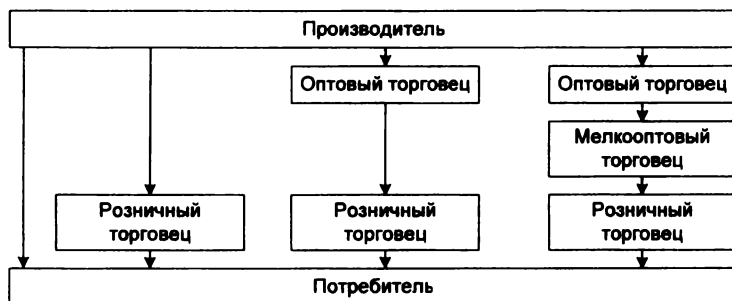 Производитель
Оптовый торговец
Оптовый торговец
Мелкооптовый
торговец
Розничный
торговец
Розничный
торговец
Розничный
торговец
Потребитель